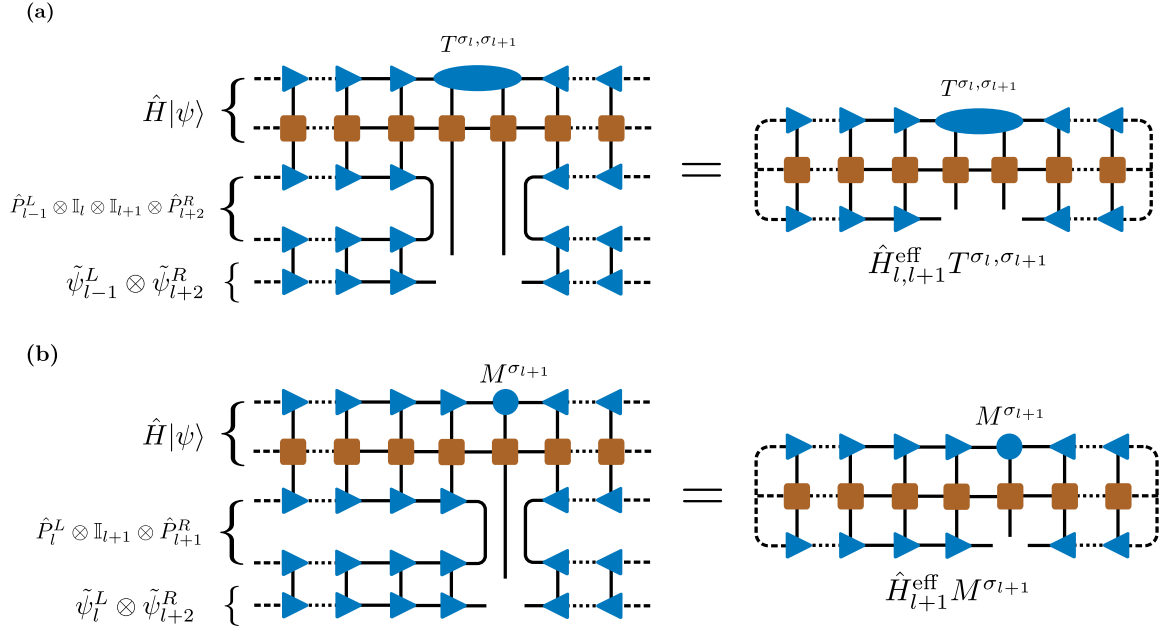 (a)
T^{σ_l,σ_{l+1}}
Ĥ|ψ⟩
P̂^L_{l−1} ⊗ 𝕀_l ⊗ 𝕀_{l+1} ⊗ P̂^R_{l+2}
ψ̃^L_{l−1} ⊗ ψ̃^R_{l+2}
=
T^{σ_l,σ_{l+1}}
Ĥ^{eff}_{l,l+1} T^{σ_l,σ_{l+1}}
(b)
M^{σ_{l+1}}
Ĥ|ψ⟩
P̂^L_l ⊗ 𝕀_{l+1} ⊗ P̂^R_{l+1}
ψ̃^L_l ⊗ ψ̃^R_{l+2}
=
M^{σ_{l+1}}
Ĥ^{eff}_{l+1} M^{σ_{l+1}}